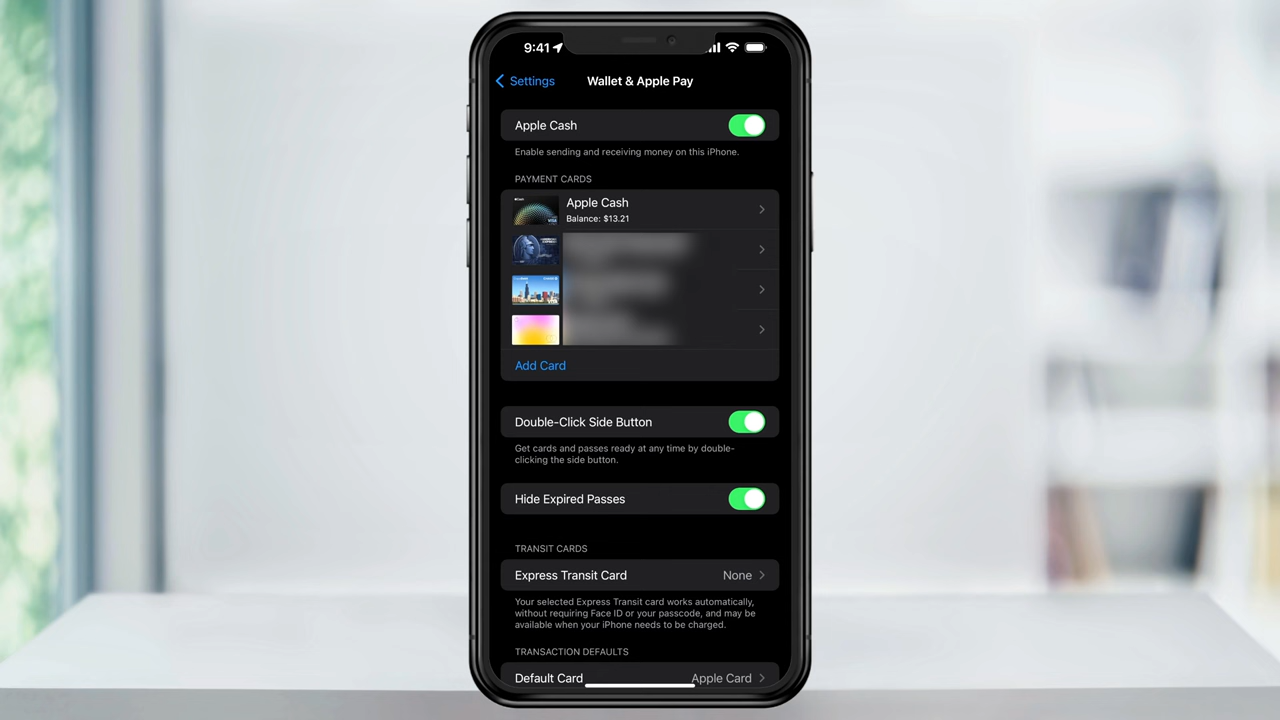 9:41
Settings
Wallet & Apple Pay
Apple Cash
Enable sending and receiving money on this iPhone.
PAYMENT CARDS
Apple Cash
Balance: $13.21
Add Card
Double-Click Side Button
Get cards and passes ready at any time by double-
clicking the side button.
Hide Expired Passes
TRANSIT CARDS
Express Transit Card None
Your selected Express Transit card works automatically,
without requiring Face ID or your passcode, and may be
available when your iPhone needs to be charged.
TRANSACTION DEFAULTS
Default Card Apple Card